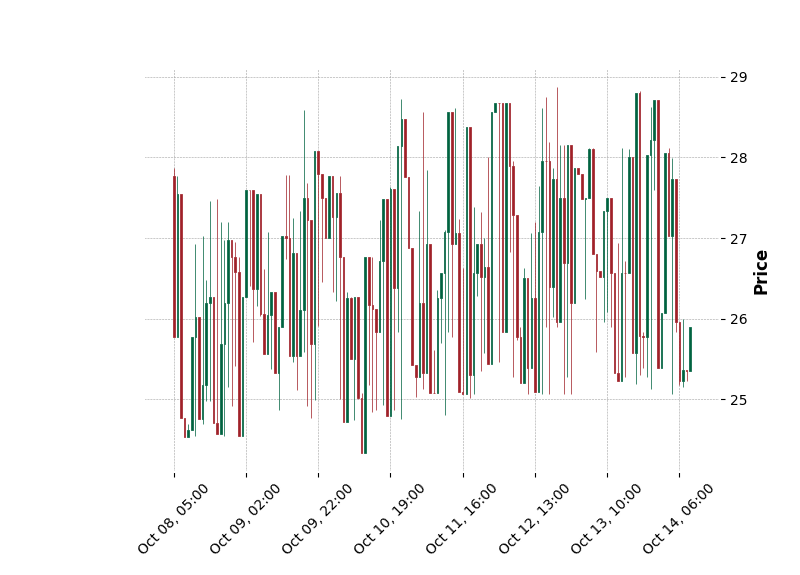 29
28
27
26
25
Price
Oct 08, 05:00
Oct 09, 02:00
Oct 09, 22:00
Oct 10, 19:00
Oct 11, 16:00
Oct 12, 13:00
Oct 13, 10:00
Oct 14, 06:00